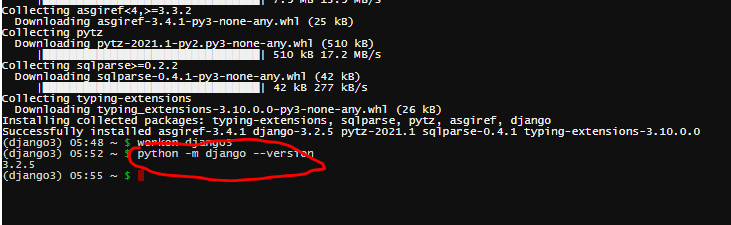 7.9 MB 15.9 MB/s
Collecting asgiref<4,>=3.3.2
Downloading asgiref-3.4.1-py3-none-any.whl (25 kB)
Collecting pytz
Downloading pytz-2021.1-py2.py3-none-any.whl (510 kB)
| 510 kB 17.2 MB/s
Collecting sqlparse>=0.2.2
Downloading sqlparse-0.4.1-py3-none-any.whl (42 kB)
| 42 kB 277 kB/s
Collecting typing-extensions
Downloading typing_extensions-3.10.0.0-py3-none-any.whl (26 kB)
Installing collected packages: typing-extensions, sqlparse, pytz, asgiref, django
Successfully installed asgiref-3.4.1 django-3.2.5 pytz-2021.1 sqlparse-0.4.1 typing-extensions-3.10.0.0
(django3) 05:48 ~ $ workon django3
(django3) 05:52 ~ $ python -m django --version
3.2.5
(django3) 05:55 ~ $